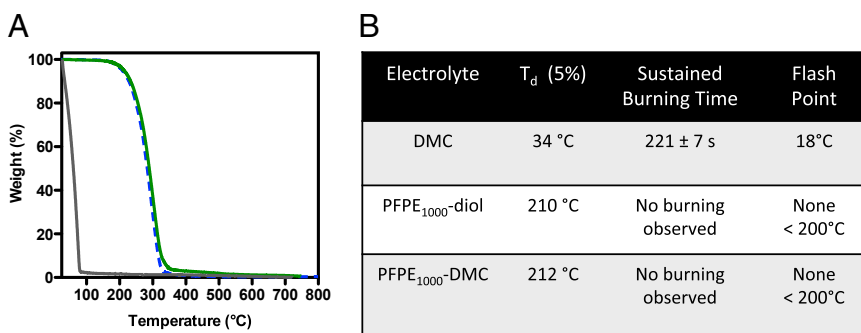 A
100
80
60
40
20
0
Weight (%)
100 200 300 400 500 600 700 800
Temperature (°C)
B
Electrolyte T_d (5%) Sustained Burning Time Flash Point
DMC 34 °C 221 ± 7 s 18°C
PFPE₁₀₀₀-diol 210 °C No burning observed None < 200°C
PFPE₁₀₀₀-DMC 212 °C No burning observed None < 200°C